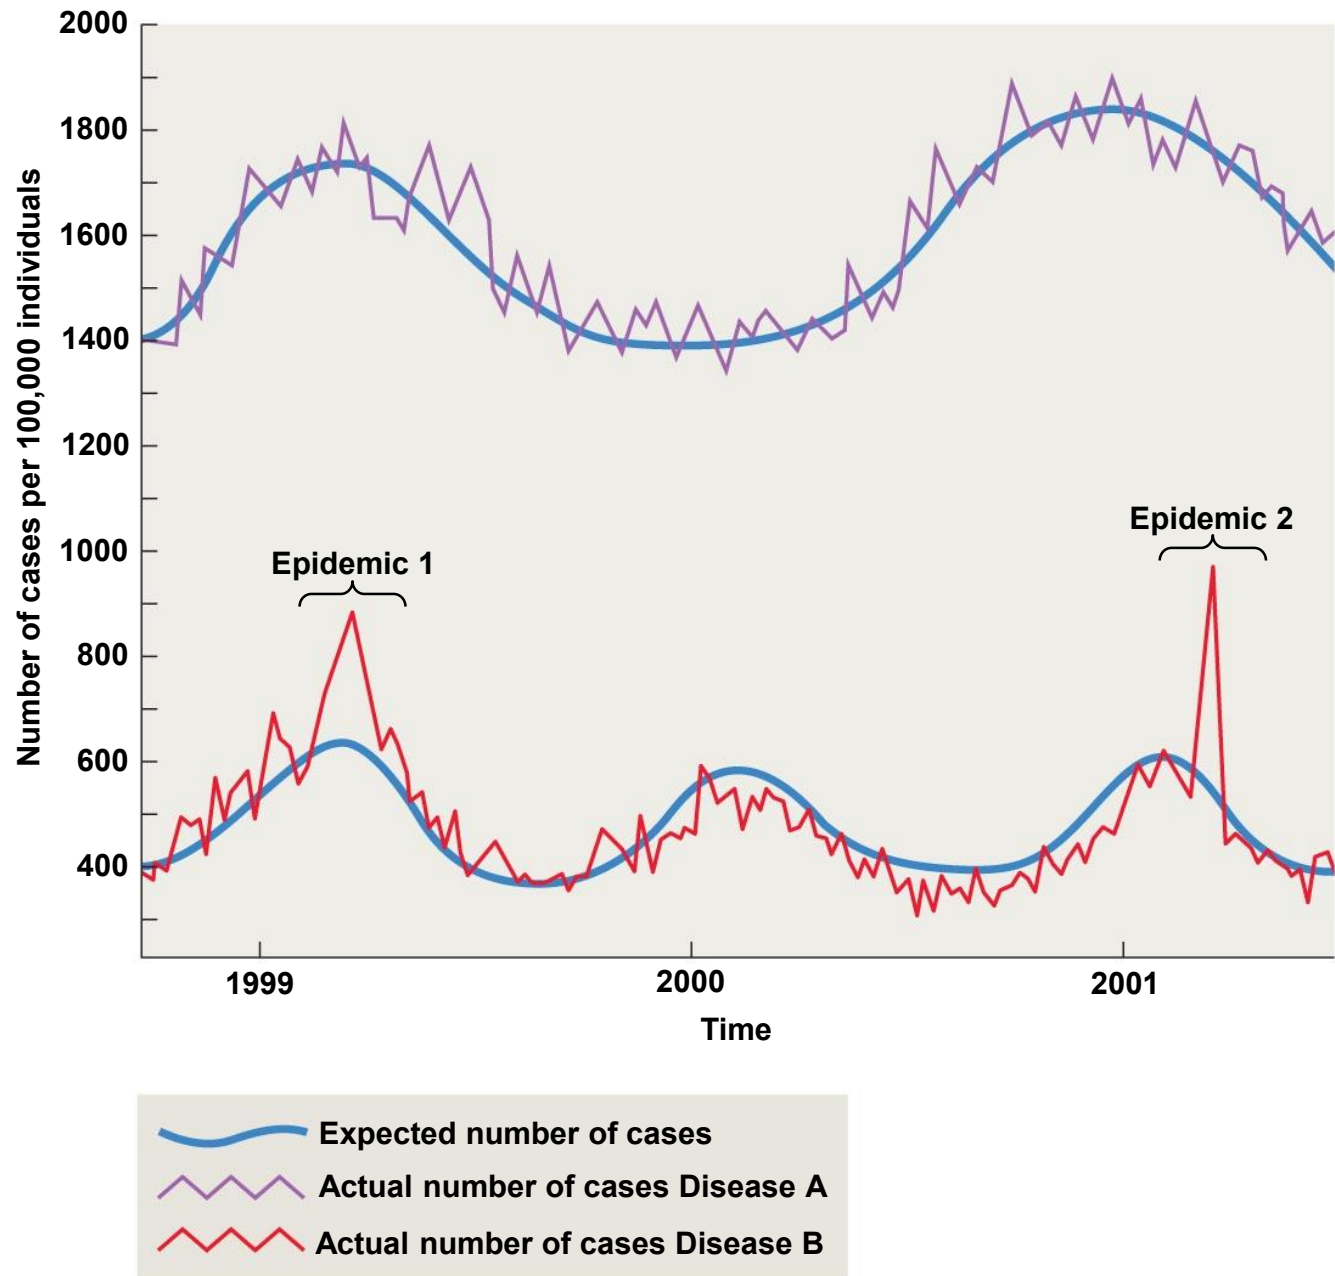 Number of cases per 100,000 individuals
2000
1800
1600
1400
1200
1000
800
600
400
Epidemic 1
Epidemic 2
1999
2000
2001
Time
Expected number of cases
Actual number of cases Disease A
Actual number of cases Disease B